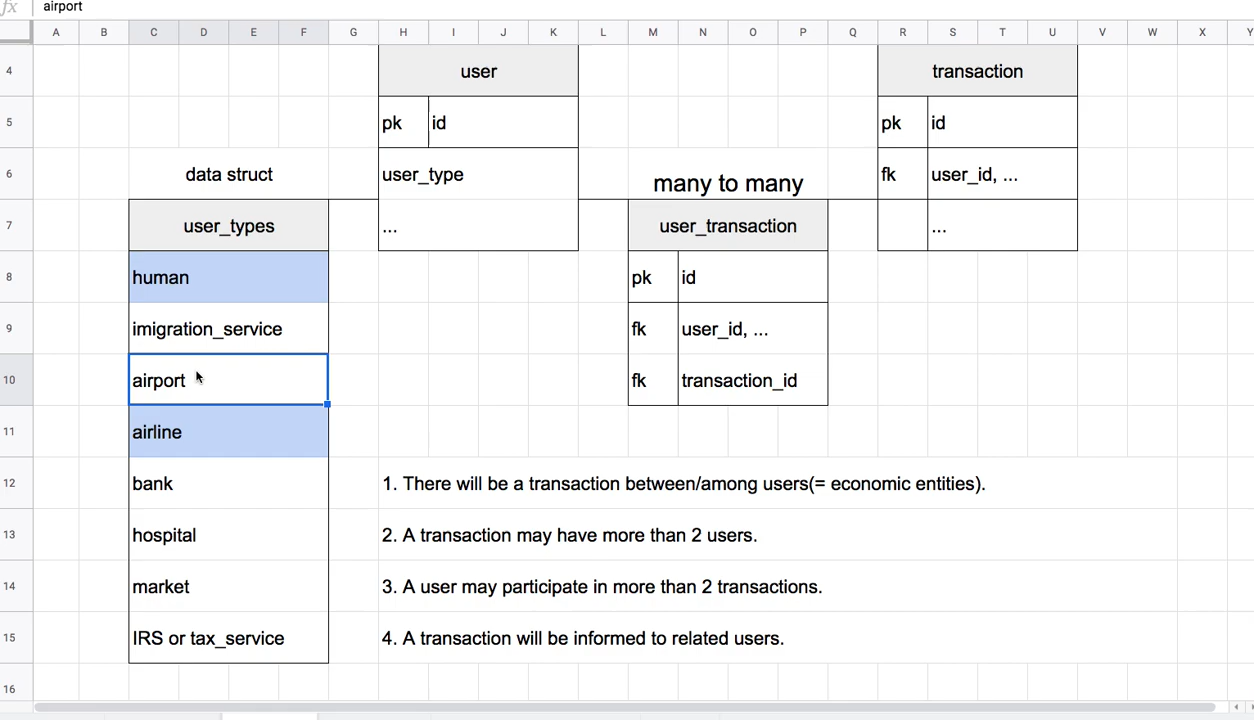 fx airport
A B C D E F G H I J K L M N O P Q R S T U V W X Y
4 user transaction
5 pk id pk id
6 data struct user_type many to many fk user_id, ...
7 user_types ... user_transaction ...
8 human pk id
9 imigration_service fk user_id, ...
10 airport fk transaction_id
11 airline
12 bank 1. There will be a transaction between/among users(= economic entities).
13 hospital 2. A transaction may have more than 2 users.
14 market 3. A user may participate in more than 2 transactions.
15 IRS or tax_service 4. A transaction will be informed to related users.
16